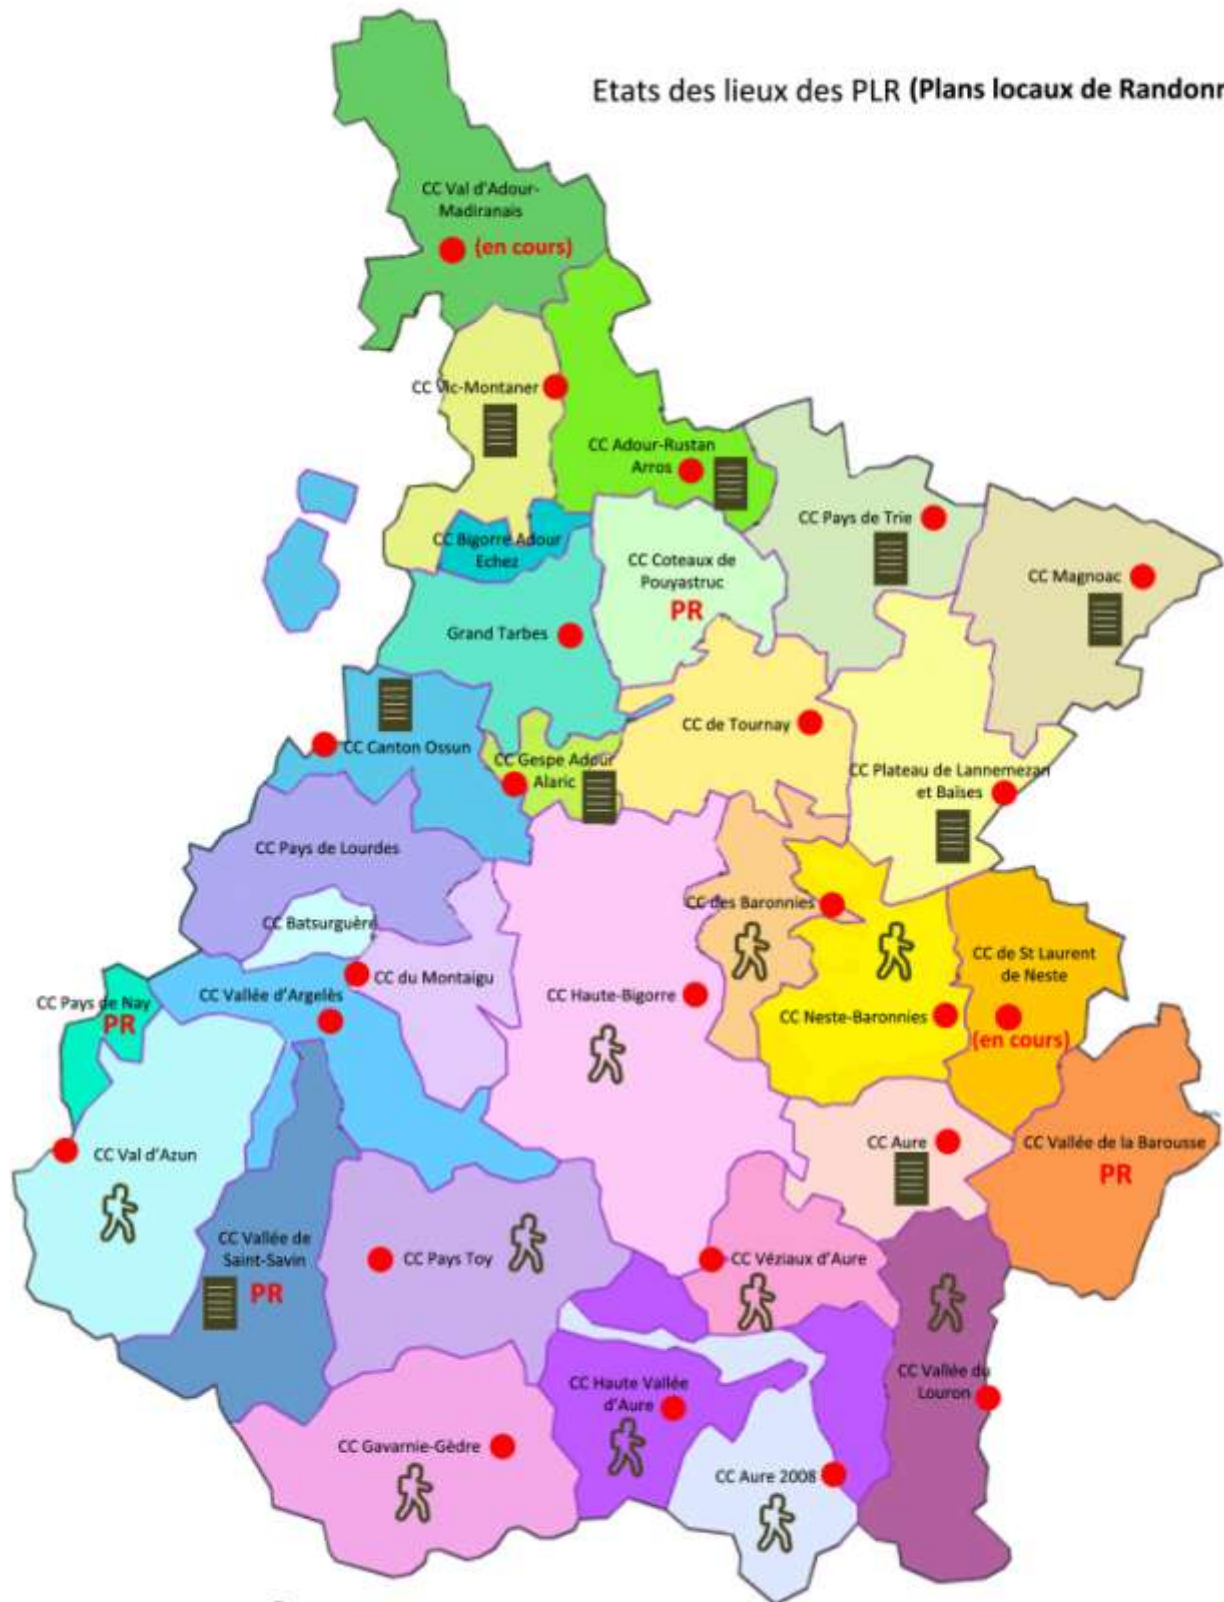 Etats des lieux des PLR (Plans locaux de Randonn
CC Val d'Adour-
Madiranais
(en cours)
CC Vic-Montaner
CC Adour-Rustan
Arros
CC Pays de Trie
CC Bigorre Adour
Echez
CC Coteaux de
Pouyastruc
PR
CC Magnoac
Grand Tarbes
CC de Tournay
CC Canton Ossun
CC Gespe Adour
Alaric
CC Plateau de Lannemezan
et Baïses
CC Pays de Lourdes
CC des Baronnies
CC Batsurguère
CC de St Laurent
de Neste
(en cours)
CC du Montaigu
CC Vallée d'Argelès
CC Haute-Bigorre
CC Pays de Nay
PR
CC Neste-Baronnies
CC Aure
CC Vallée de la Barousse
PR
CC Val d'Azun
CC Vallée de
Saint-Savin
PR
CC Pays Toy
CC Véziaux d'Aure
CC Vallée du
Louron
CC Haute Vallée
d'Aure
CC Gavarnie-Gèdre
CC Aure 2008